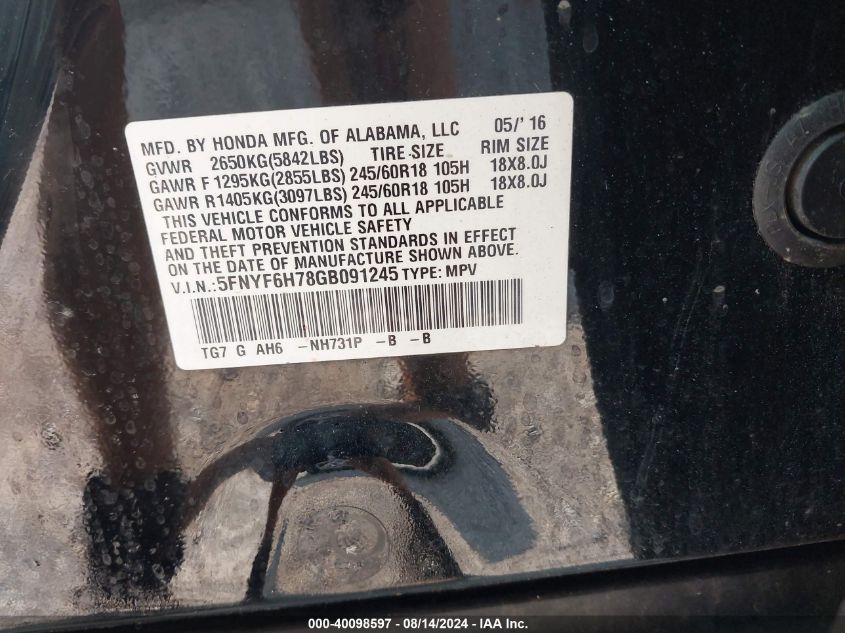 MFD. BY HONDA MFG. OF ALABAMA, LLC 05/'16
GVWR 2650KG(5842LBS) TIRE SIZE RIM SIZE
GAWR F 1295KG(2855LBS) 245/60R18 105H 18X8.0J
GAWR R1405KG(3097LBS) 245/60R18 105H 18X8.0J
THIS VEHICLE CONFORMS TO ALL APPLICABLE
FEDERAL MOTOR VEHICLE SAFETY
AND THEFT PREVENTION STANDARDS IN EFFECT
ON THE DATE OF MANUFACTURE SHOWN ABOVE.
V.I.N.: 5FNYF6H78GB091245 TYPE: MPV
TG7 G AH6 -NH731P -B -B
000-40098597 - 08/14/2024 - IAA Inc.